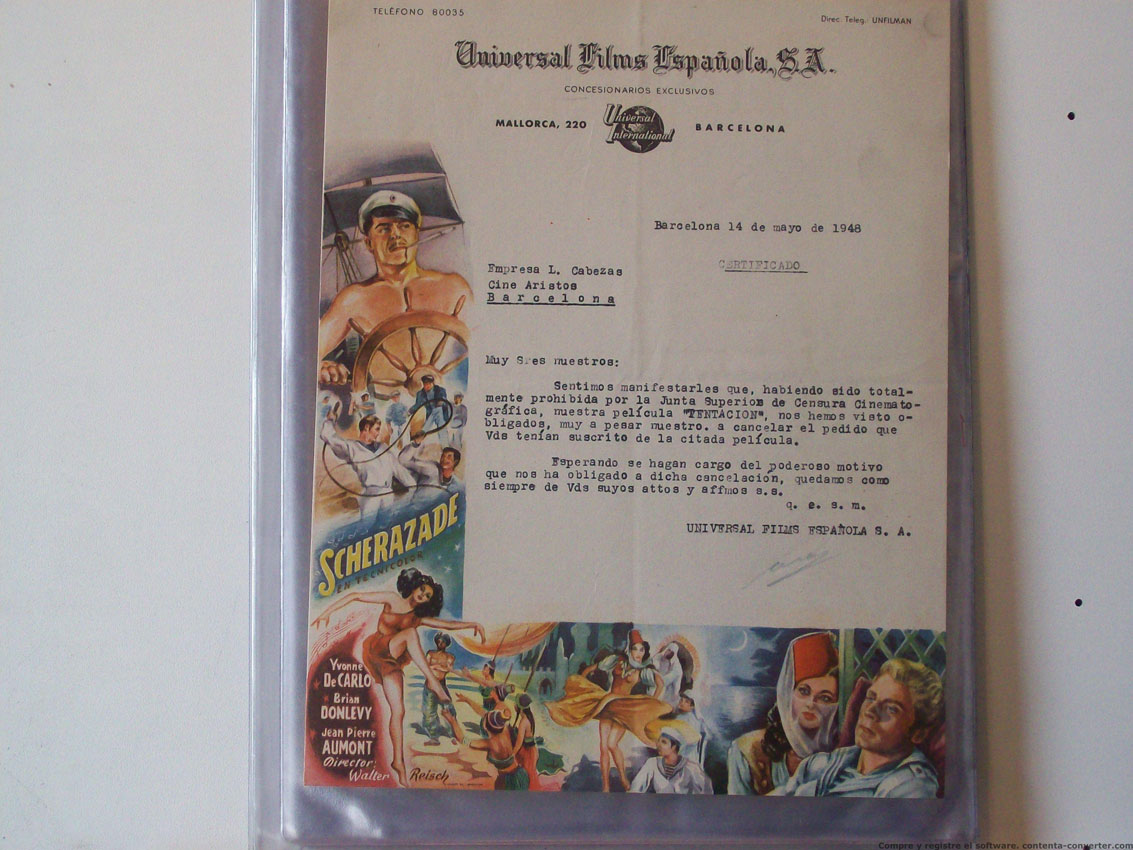 TELÉFONO 80035
Direc. Teleg.: UNFILMAN
Universal Films Española, S.A.
CONCESIONARIOS EXCLUSIVOS
MALLORCA, 220
Universal International
BARCELONA
Barcelona 14 de mayo de 1948
CERTIFICADO
Empresa L. Cabezas
Cine Aristos
Barcelona
Muy Sres nuestros:
Sentimos manifestarles que, habiendo sido total-
mente prohibida por la Junta Superior de Censura Cinemato-
gráfica, nuestra película "TENTACION", nos hemos visto o-
bligados, muy a pesar nuestro. a cancelar el pedido que
Vds tenían suscrito de la citada película.
Esperando se hagan cargo del poderoso motivo
que nos ha obligado a dicha cancelación, quedamos como
siempre de Vds suyos attos y affmos s.s.
q. e. s. m.
UNIVERSAL FILMS ESPAÑOLA S. A.
SCHERAZADE
EN TECNICOLOR
Yvonne
DE CARLO
Brian
DONLEVY
Jean Pierre
AUMONT
Director:
Walter Reisch
Compre y registre el software. contenta-converter.com